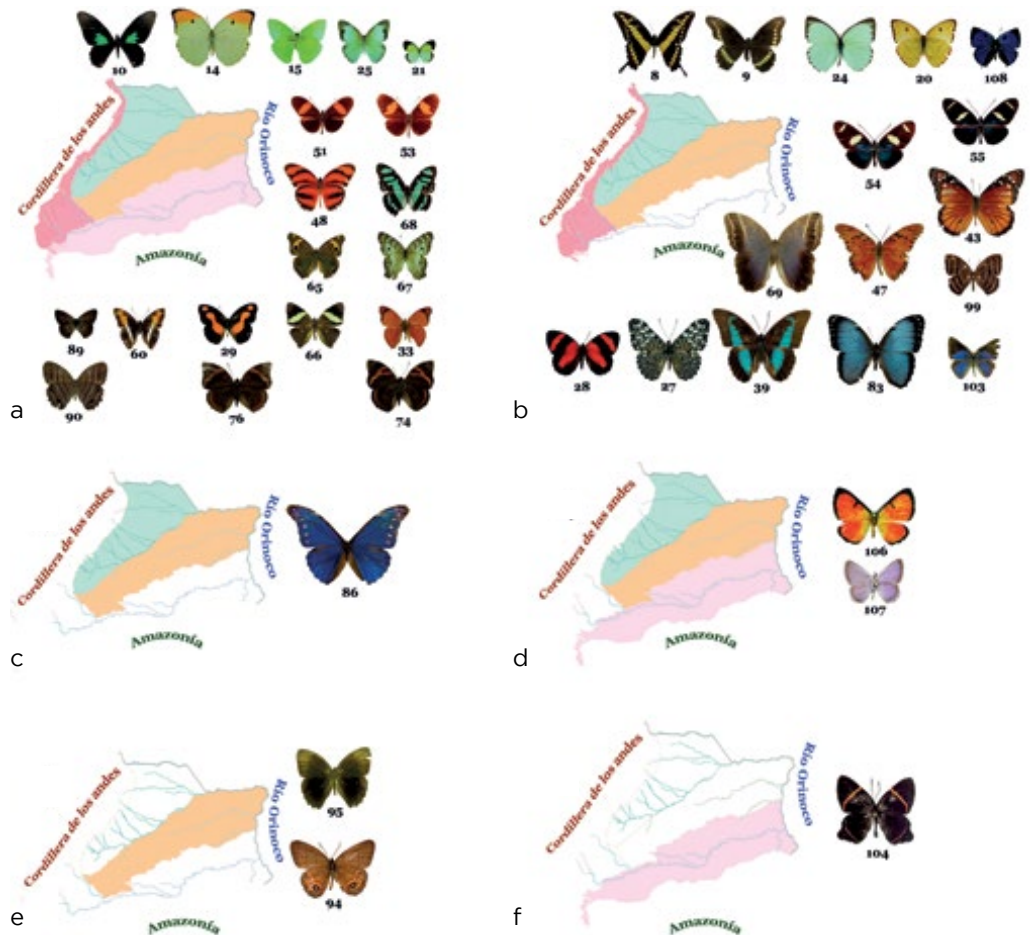 10 14 15 25 21
Cordillera de los andes
Río Orinoco
Amazonía
51 53
48 68
65 67
89 60 29 66 33
90 76 74
a
8 9 24 20 108
Cordillera de los andes
Río Orinoco
Amazonía
54 55
43
69 47 99
28 27 39 83 103
b
Cordillera de los andes
Río Orinoco
Amazonía
86
c
Cordillera de los andes
Río Orinoco
Amazonía
106
107
d
Cordillera de los andes
Río Orinoco
Amazonía
95
94
e
Cordillera de los andes
Río Orinoco
Amazonía
104
f